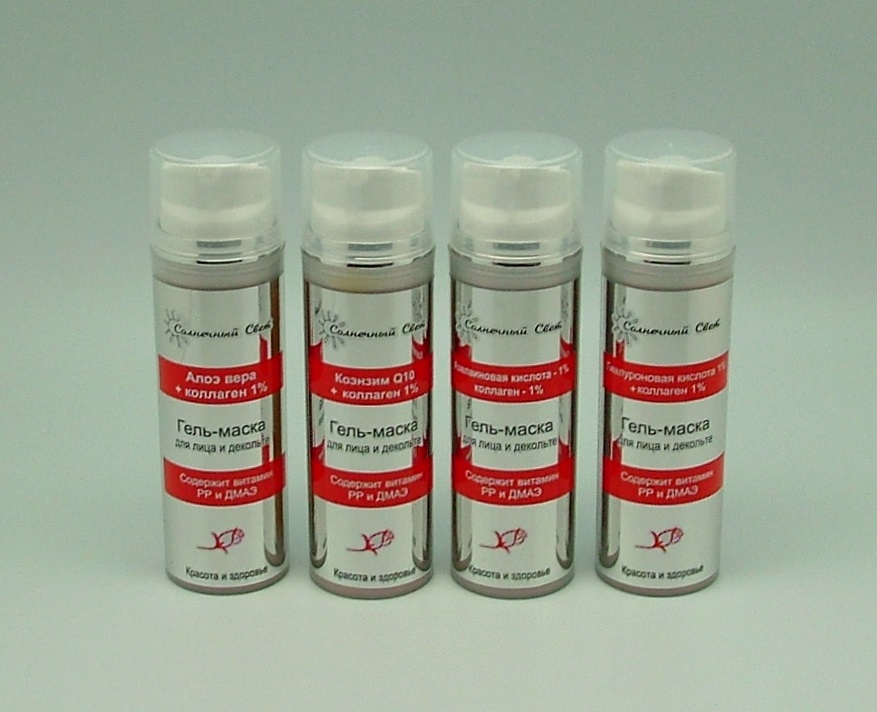 Солнечный Свет
Алоэ вера
+ коллаген 1%
Гель-маска
для лица и декольте
Содержит витамин
РР и ДМАЭ
Красота и здоровье
Солнечный Свет
Коэнзим Q10
+ коллаген 1%
Гель-маска
для лица и декольте
Содержит витамин
РР и ДМАЭ
Красота и здоровье
Солнечный Свет
кислота - 1%
коллаген - 1%
Гель-маска
для лица и декольте
Содержит витамин
РР и ДМАЭ
Красота и здоровье
Солнечный Свет
Гиалуроновая кислота 1%
+ коллаген 1%
Гель-маска
для лица и декольте
Содержит витамин
РР и ДМАЭ
Красота и здоровье